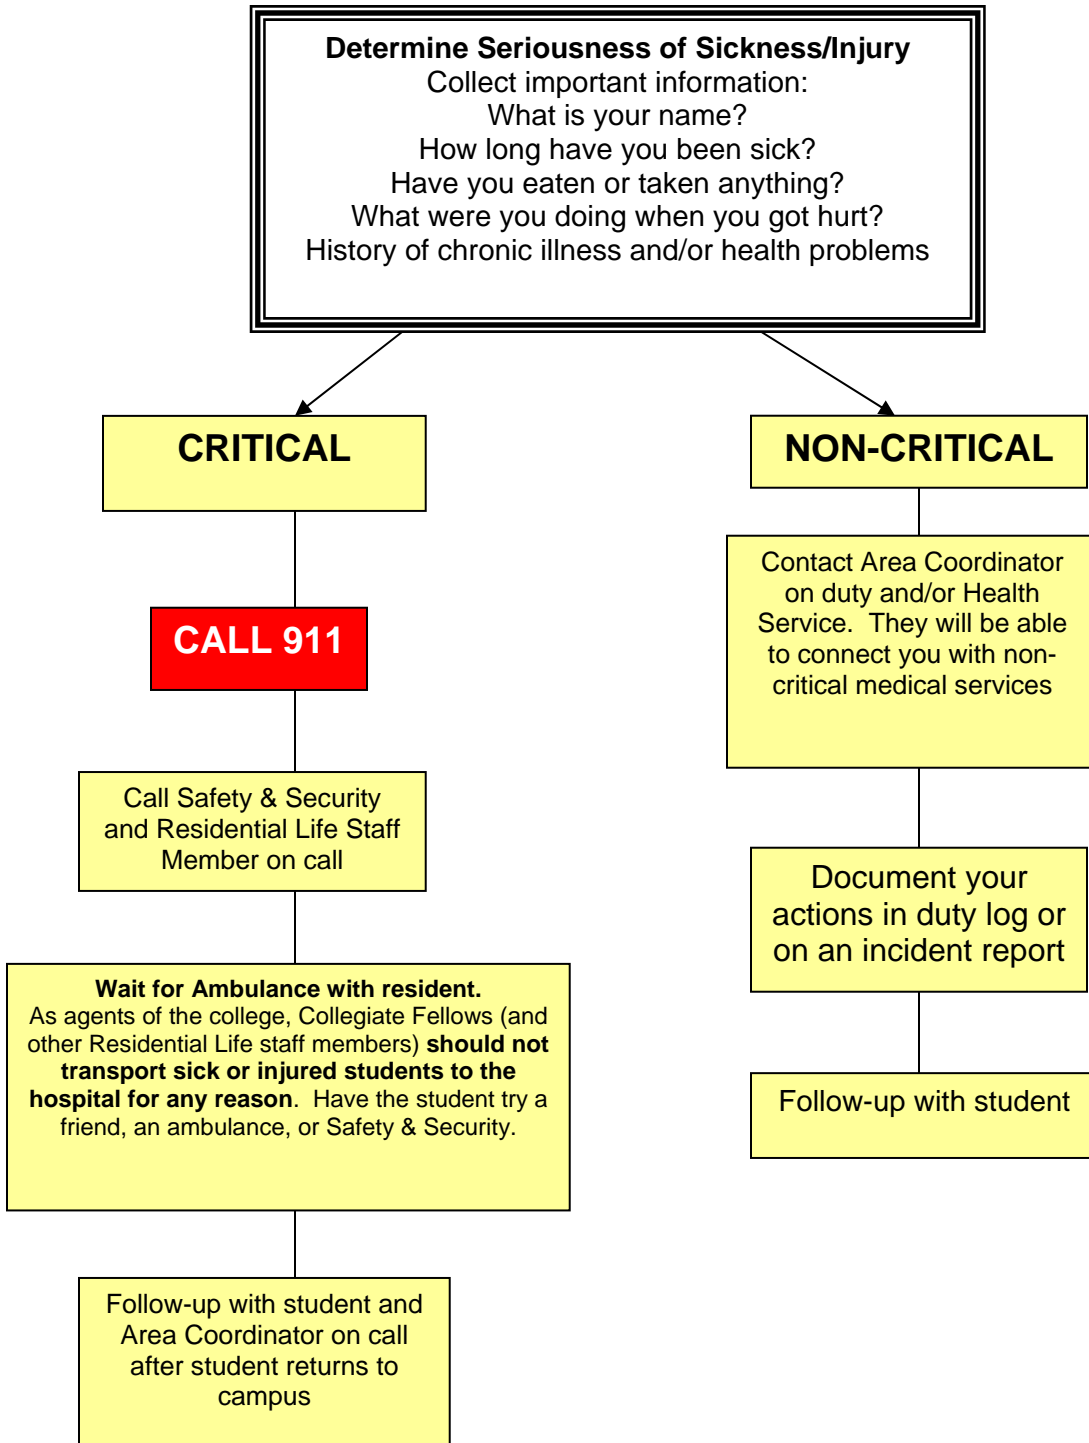 Determine Seriousness of Sickness/Injury
Collect important information:
What is your name?
How long have you been sick?
Have you eaten or taken anything?
What were you doing when you got hurt?
History of chronic illness and/or health problems
CRITICAL
CALL 911
Call Safety & Security
and Residential Life Staff
Member on call
Wait for Ambulance with resident.
As agents of the college, Collegiate Fellows (and
other Residential Life staff members) should not
transport sick or injured students to the
hospital for any reason.  Have the student try a
friend, an ambulance, or Safety & Security.
Follow-up with student and
Area Coordinator on call
after student returns to
campus
NON-CRITICAL
Contact Area Coordinator
on duty and/or Health
Service.  They will be able
to connect you with non-
critical medical services
Document your
actions in duty log or
on an incident report
Follow-up with student